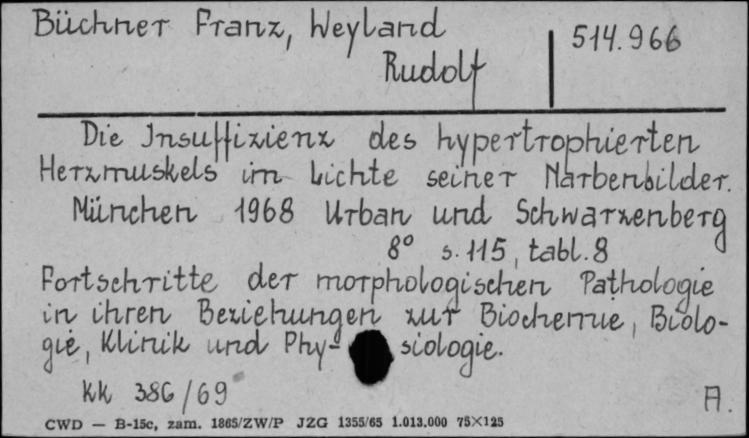 Büchner Franz, Weyland
Rudolf
514.966
Die Insuffizienz des hypertrophierten
Herzmuskels im Lichte seiner Narbenbilder.
München 1968 Urban und Schwarzenberg
8° s.115, tabl.8
Fortschritte der morphologischen Pathologie
in ihren Beziehungen zur Biochemie, Biolo-
gie, Klinik und Phy- siologie.
KK 386/69
A.
CWD — B-15c, zam. 1865/ZW/P JZG 1355/65 1.013.000 75×125